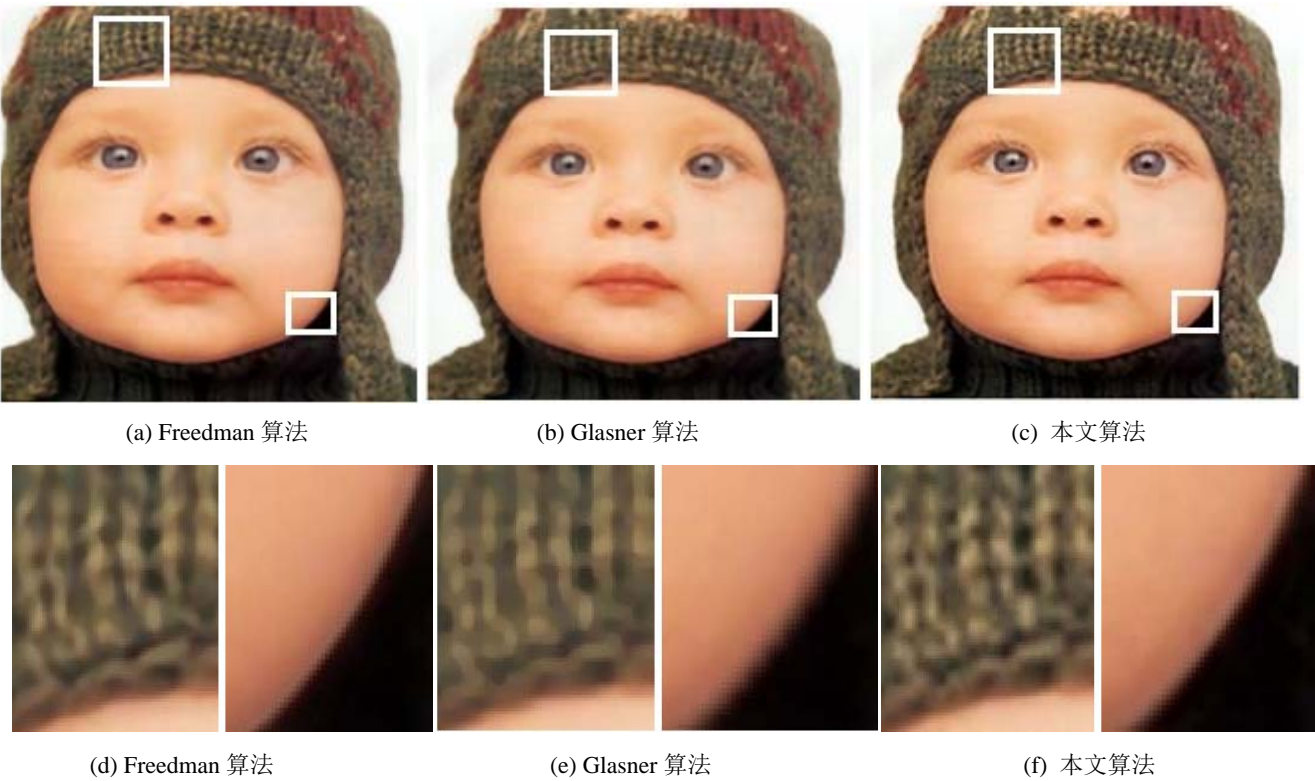 (a) Freedman 算法
(b) Glasner 算法
(c) 本文算法
(d) Freedman 算法
(e) Glasner 算法
(f) 本文算法